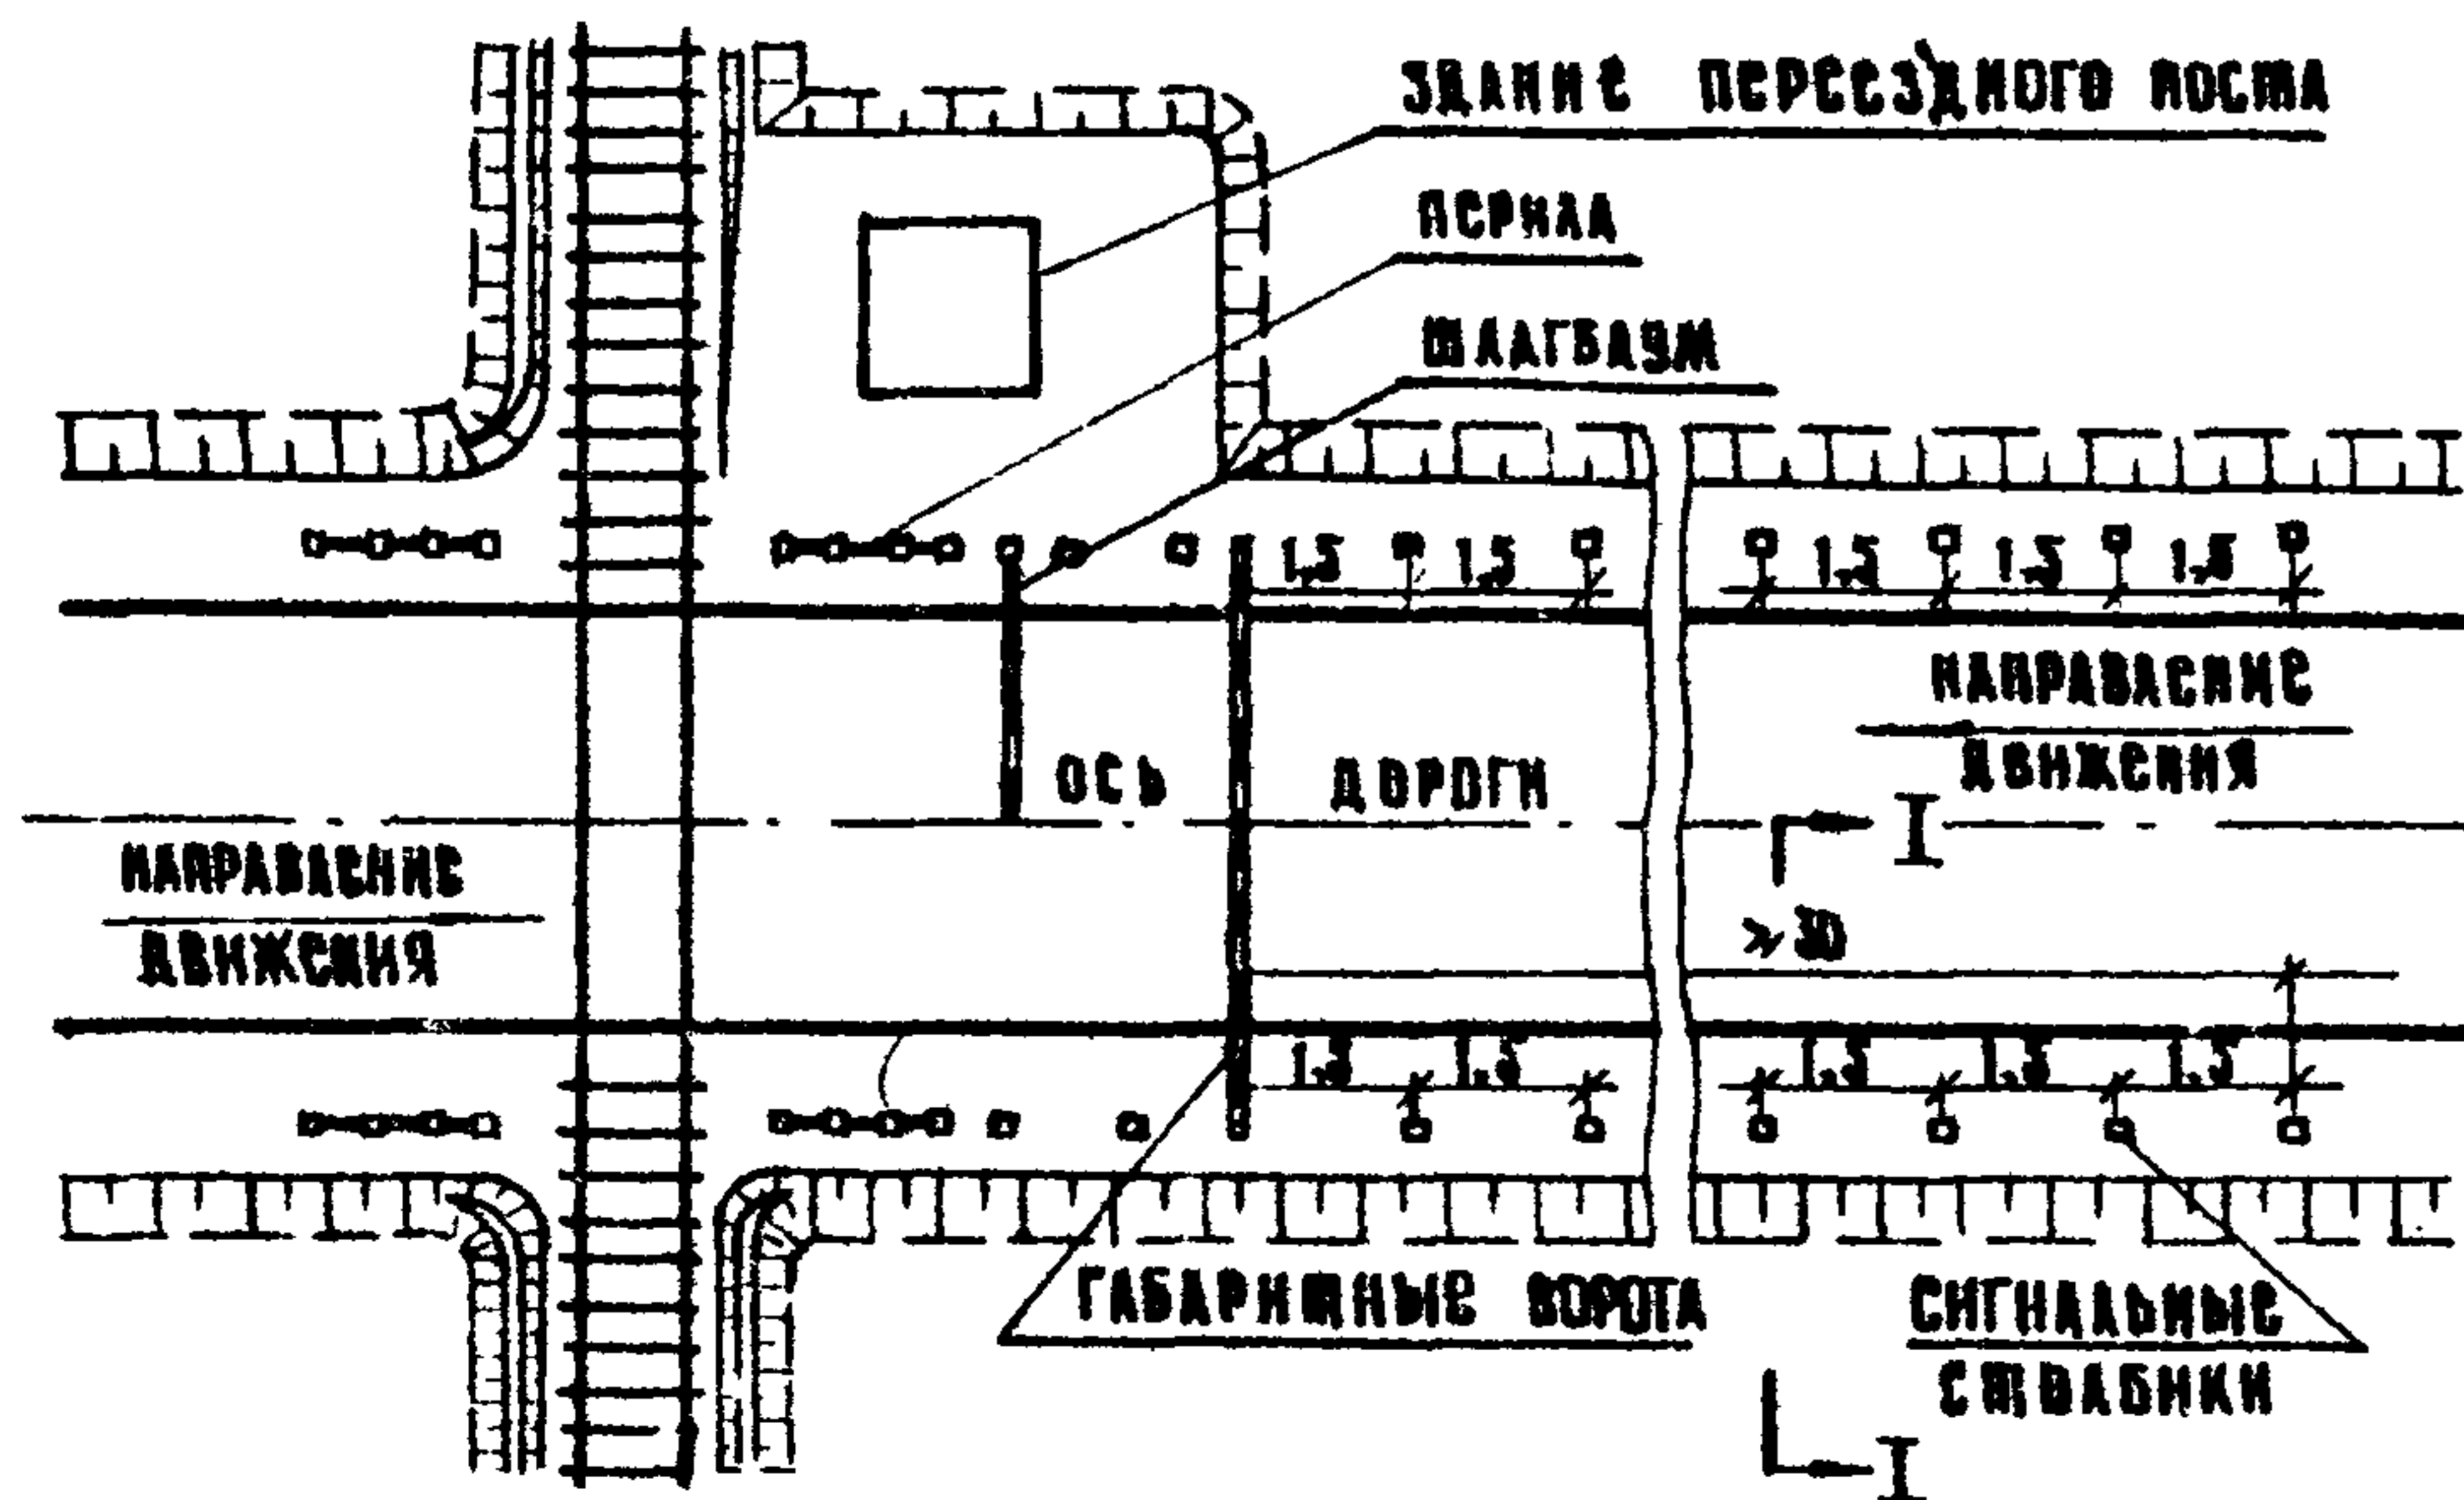 ЗДАНИЕ ПЕРЕЕЗДНОГО ПОСТА
ПЕРИЛА
ШЛАГБАУМ
1,5 1,5 1,5 1,5 1,5
НАПРАВЛЕНИЕ
ДВИЖЕНИЯ
ОСЬ ДОРОГИ
I
НАПРАВЛЕНИЕ
ДВИЖЕНИЯ
1,5 1,5 1,5 1,5 1,5
ГАБАРИТНЫЕ ВОРОТА
СИГНАЛЬНЫЕ
СТОЛБИКИ
I